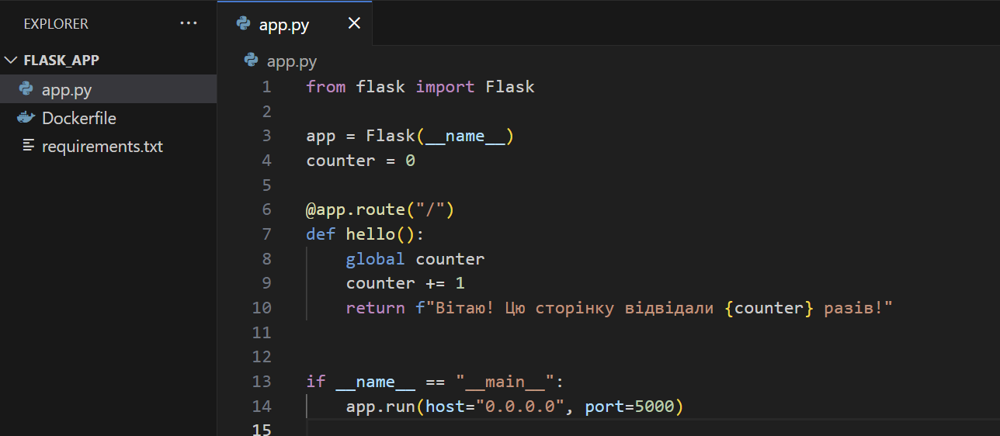 EXPLORER ···
FLASK_APP
app.py
Dockerfile
requirements.txt
app.py
app.py
1 from flask import Flask
2
3 app = Flask(__name__)
4 counter = 0
5
6 @app.route("/")
7 def hello():
8     global counter
9     counter += 1
10     return f"Вітаю! Цю сторінку відвідали {counter} разів!"
11
12
13 if __name__ == "__main__":
14     app.run(host="0.0.0.0", port=5000)
15